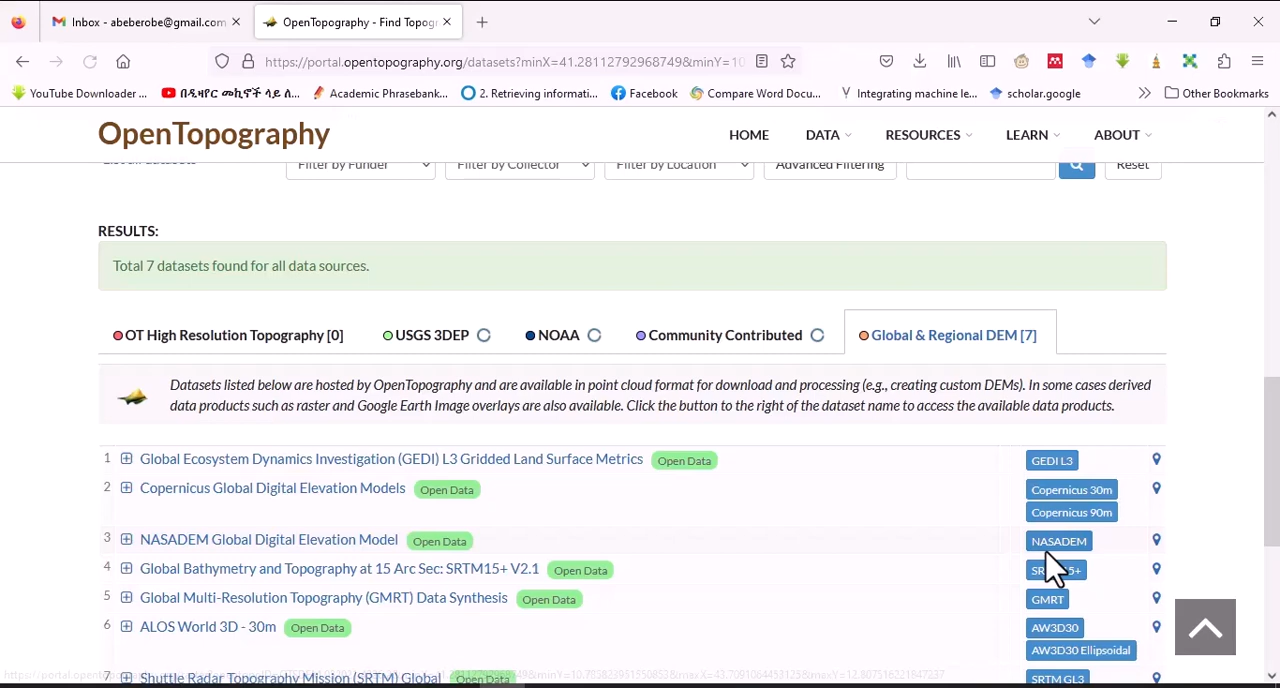 Inbox - abeberobe@gmail.com
OpenTopography - Find Topogr
https://portal.opentopography.org/datasets?minX=41.281127929687​49&minY=10
YouTube Downloader ...
በዲዛየር መኪኖች ላይ ለ...
Academic Phrasebank...
2. Retrieving informati...
Facebook
Compare Word Docu...
Integrating machine le...
scholar.google
Other Bookmarks
OpenTopography
HOME
DATA
RESOURCES
LEARN
ABOUT
Filter by Funder
Filter by Collector
Filter by Location
Advanced Filtering
Reset
RESULTS:
Total 7 datasets found for all data sources.
OT High Resolution Topography [0]
USGS 3DEP
NOAA
Community Contributed
Global & Regional DEM [7]
Datasets listed below are hosted by OpenTopography and are available in point cloud format for download and processing (e.g., creating custom DEMs). In some cases derived
data products such as raster and Google Earth Image overlays are also available. Click the button to the right of the dataset name to access the available data products.
1 Global Ecosystem Dynamics Investigation (GEDI) L3 Gridded Land Surface Metrics Open Data GEDI L3
2 Copernicus Global Digital Elevation Models Open Data Copernicus 30m
Copernicus 90m
3 NASADEM Global Digital Elevation Model Open Data NASADEM
4 Global Bathymetry and Topography at 15 Arc Sec: SRTM15+ V2.1 Open Data
5 Global Multi-Resolution Topography (GMRT) Data Synthesis Open Data GMRT
6 ALOS World 3D - 30m Open Data AW3D30
AW3D30 Ellipsoidal
Shuttle Radar Topography Mission (SRTM) Global Open Data SRTM GL3